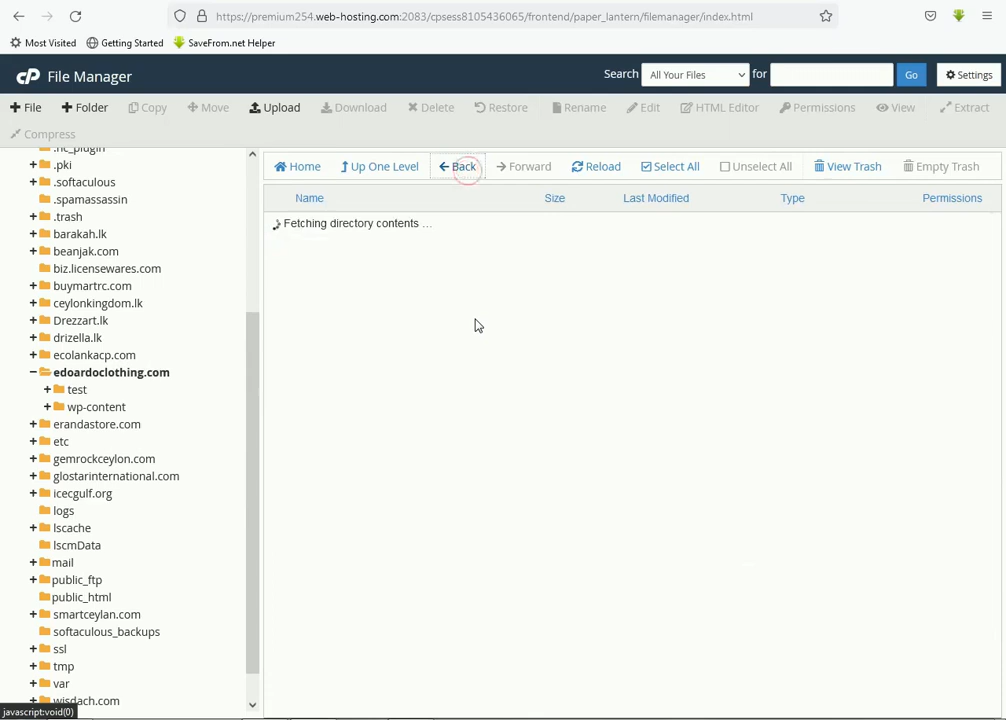 https://premium254.web-hosting.com:2083/cpsess8105436065/frontend/paper_lantern/filemanager/index.html
Most Visited Getting Started SaveFrom.net Helper
cP File Manager Search All Your Files for Go Settings
File Folder Copy Move Upload Download Delete Restore Rename Edit HTML Editor Permissions View Extract
Compress
.nc_plugin
.pki
.softaculous
.spamassassin
.trash
barakah.lk
beanjak.com
biz.licensewares.com
buymartrc.com
ceylonkingdom.lk
Drezzart.lk
drizella.lk
ecolankacp.com
edoardoclothing.com
test
wp-content
erandastore.com
etc
gemrockceylon.com
glostarinternational.com
icecgulf.org
logs
lscache
lscmData
mail
public_ftp
public_html
smartceylan.com
softaculous_backups
ssl
tmp
var
wisdach.com
javascript:void(0)
Home Up One Level Back Forward Reload Select All Unselect All View Trash Empty Trash
Name Size Last Modified Type Permissions
Fetching directory contents ...